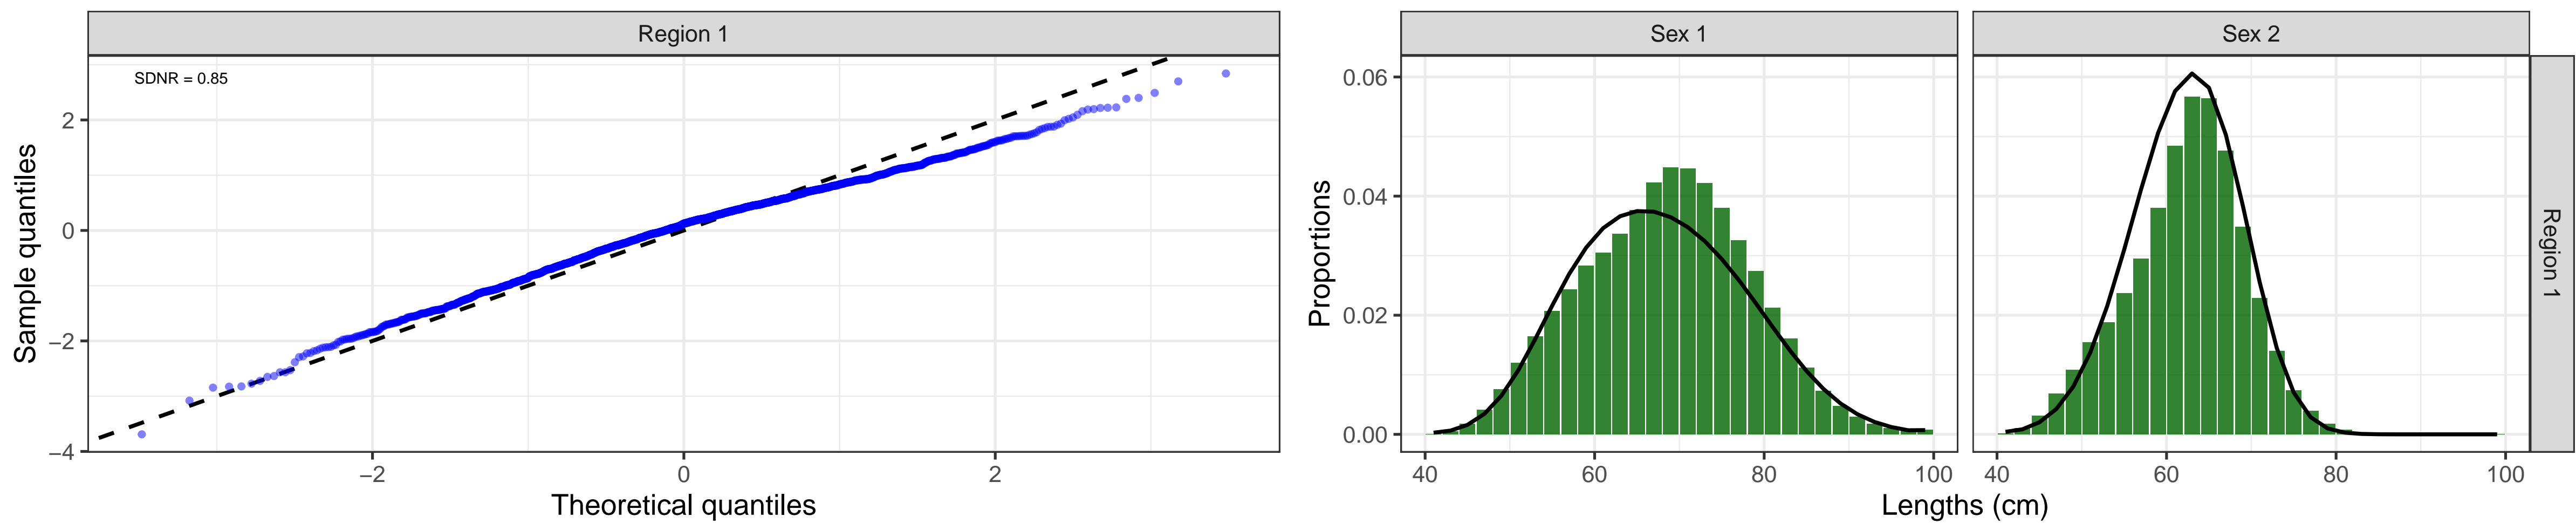 Region 1
SDNR = 0.85
Sample quantiles
2
0
−2
−4
−2
0
2
Theoretical quantiles
Sex 1
Sex 2
Region 1
Proportions
0.06
0.04
0.02
0.00
40
60
80
100
40
60
80
100
Lengths (cm)